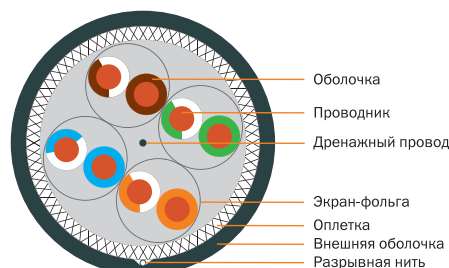 Оболочка
Проводник
Дренажный провод
Экран-фольга
Оплетка
Внешняя оболочка
Разрывная нить